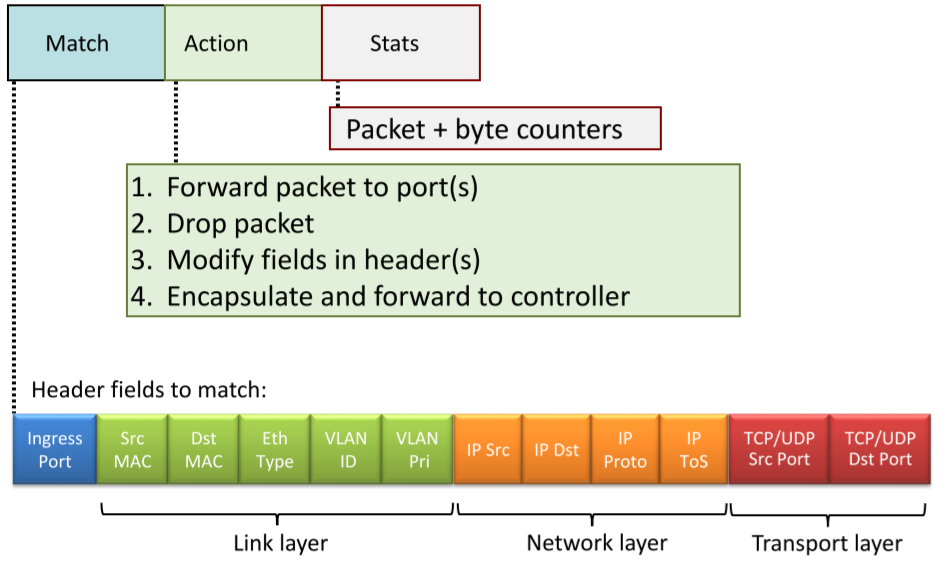 Match
Action
Stats
Packet + byte counters
1. Forward packet to port(s)
2. Drop packet
3. Modify fields in header(s)
4. Encapsulate and forward to controller
Header fields to match:
Ingress
Port
Src
MAC
Dst
MAC
Eth
Type
VLAN
ID
VLAN
Pri
IP Src
IP Dst
IP
Proto
IP
ToS
TCP/UDP
Src Port
TCP/UDP
Dst Port
Link layer
Network layer
Transport layer